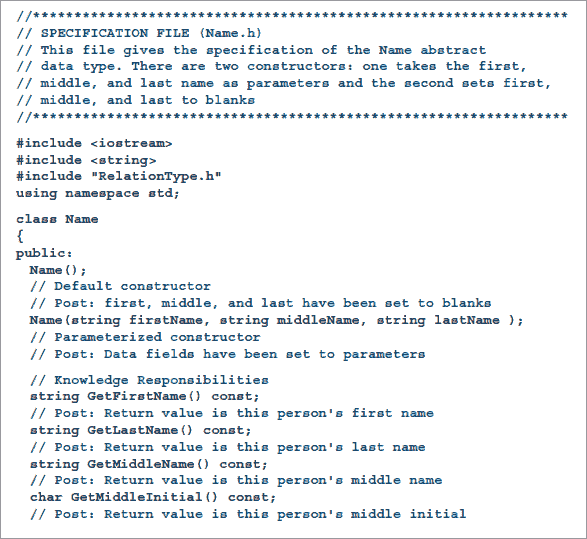 //*****************************************************************
// SPECIFICATION FILE (Name.h)
// This file gives the specification of the Name abstract
// data type. There are two constructors: one takes the first,
// middle, and last name as parameters and the second sets first,
// middle, and last to blanks
//*****************************************************************
#include <iostream>
#include <string>
#include "RelationType.h"
using namespace std;
class Name
{
public:
  Name();
  // Default constructor
  // Post: first, middle, and last have been set to blanks
  Name(string firstName, string middleName, string lastName );
  // Parameterized constructor
  // Post: Data fields have been set to parameters
  // Knowledge Responsibilities
  string GetFirstName() const;
  // Post: Return value is this person's first name
  string GetLastName() const;
  // Post: Return value is this person's last name
  string GetMiddleName() const;
  // Post: Return value is this person's middle name
  char GetMiddleInitial() const;
  // Post: Return value is this person's middle initial